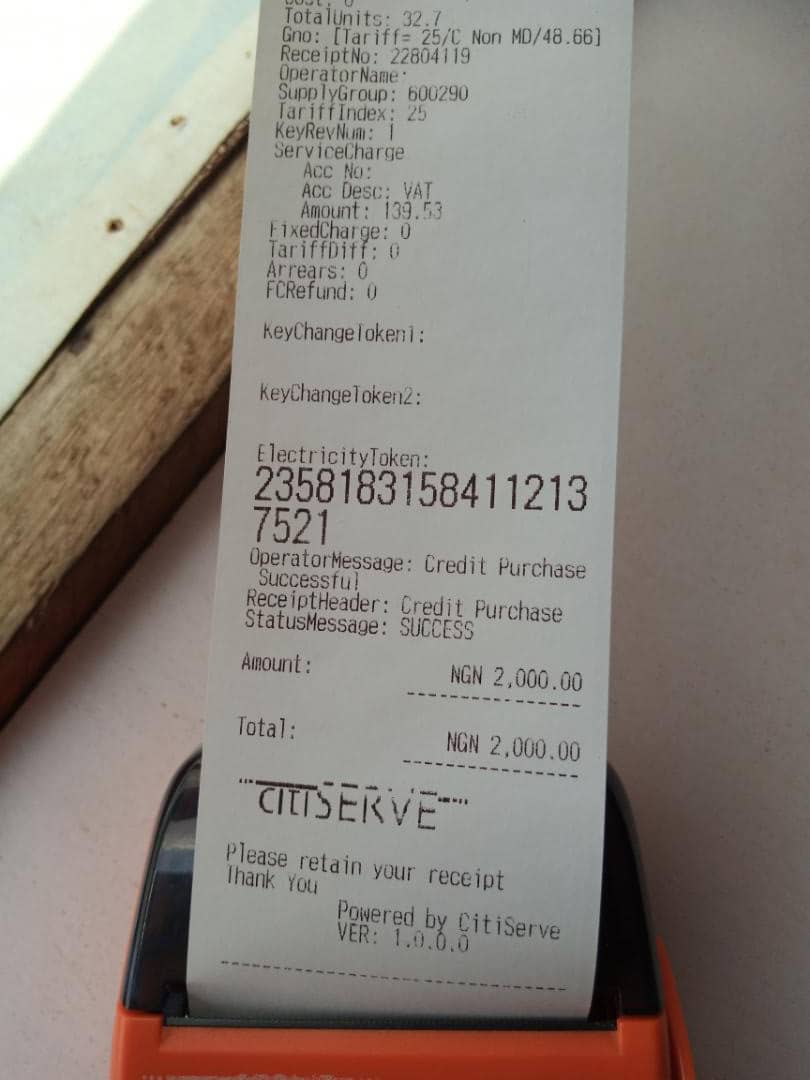 TotalUnits: 32.7
Gno: [Tariff= 25/C Non MD/48.66]
ReceiptNo: 22804119
OperatorName:
SupplyGroup: 600290
TariffIndex: 25
KeyRevNum: 1
ServiceCharge
Acc No:
Acc Desc: VAT
Amount: 139.53
FixedCharge: 0
TariffDiff: 0
Arrears: 0
FCRefund: 0
KeyChangeToken1:
KeyChangeToken2:
ElectricityToken:
2358183158411213
7521
OperatorMessage: Credit Purchase
Successful
ReceiptHeader: Credit Purchase
StatusMessage: SUCCESS
Amount: NGN 2,000.00
Total: NGN 2,000.00
CITISERVE
Please retain your receipt
Thank You
Powered by CitiServe
VER: 1.0.0.0